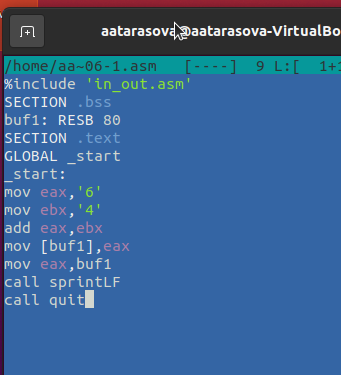 aatarasova@aatarasova-VirtualBo
/home/aa~06-1.asm [----] 9 L:[ 1+1
%include 'in_out.asm'
SECTION .bss
buf1: RESB 80
SECTION .text
GLOBAL _start
_start:
mov eax,'6'
mov ebx,'4'
add eax,ebx
mov [buf1],eax
mov eax,buf1
call sprintLF
call quit